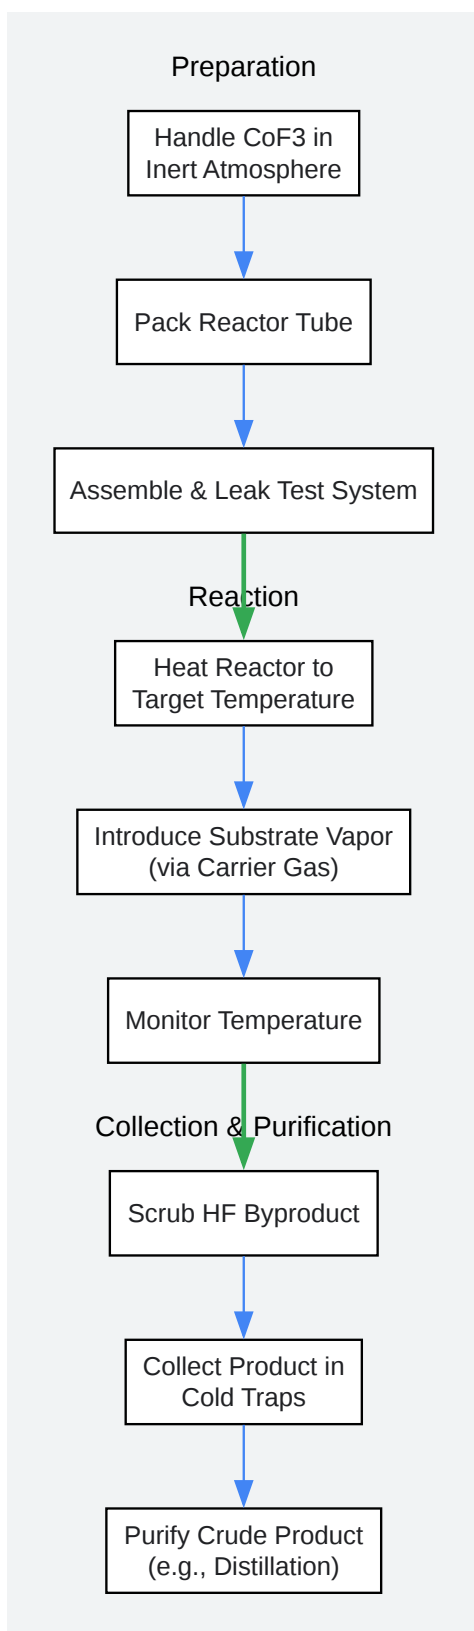 Preparation
Handle CoF3 in
Inert Atmosphere
Pack Reactor Tube
Assemble & Leak Test System
Reaction
Heat Reactor to
Target Temperature
Introduce Substrate Vapor
(via Carrier Gas)
Monitor Temperature
Collection & Purification
Scrub HF Byproduct
Collect Product in
Cold Traps
Purify Crude Product
(e.g., Distillation)